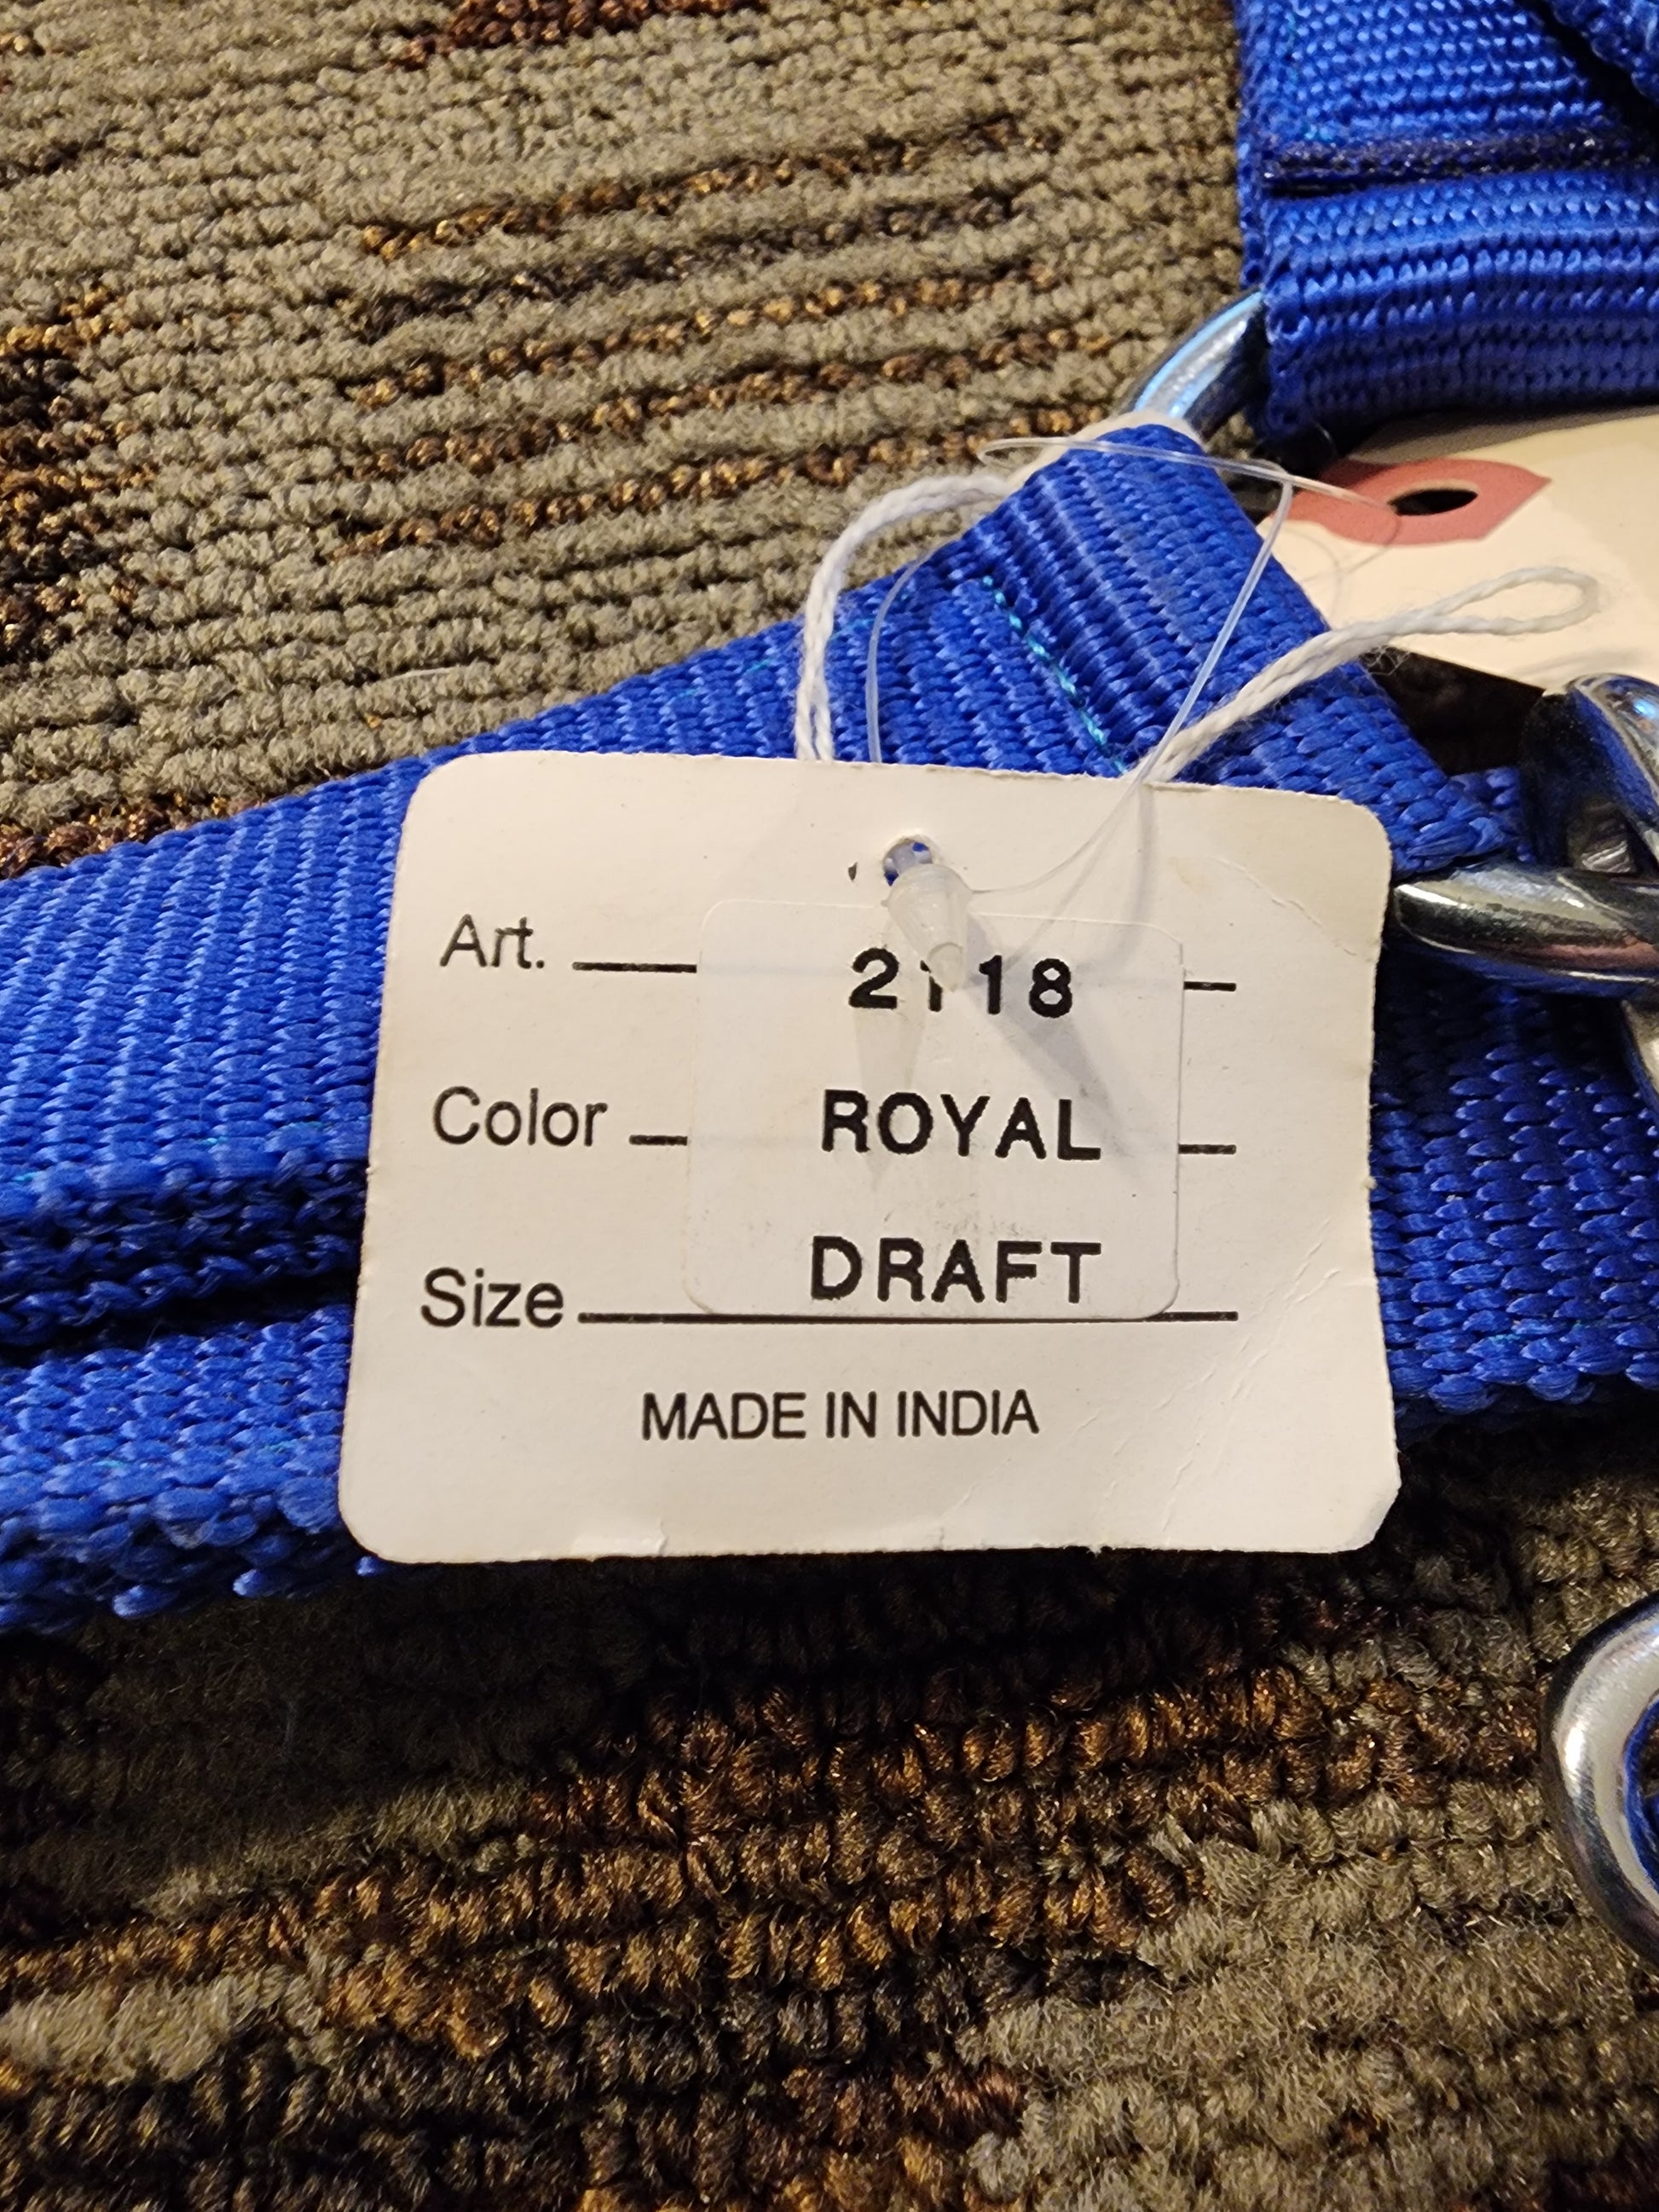 Art. 2118
Color ROYAL
Size DRAFT
MADE IN INDIA